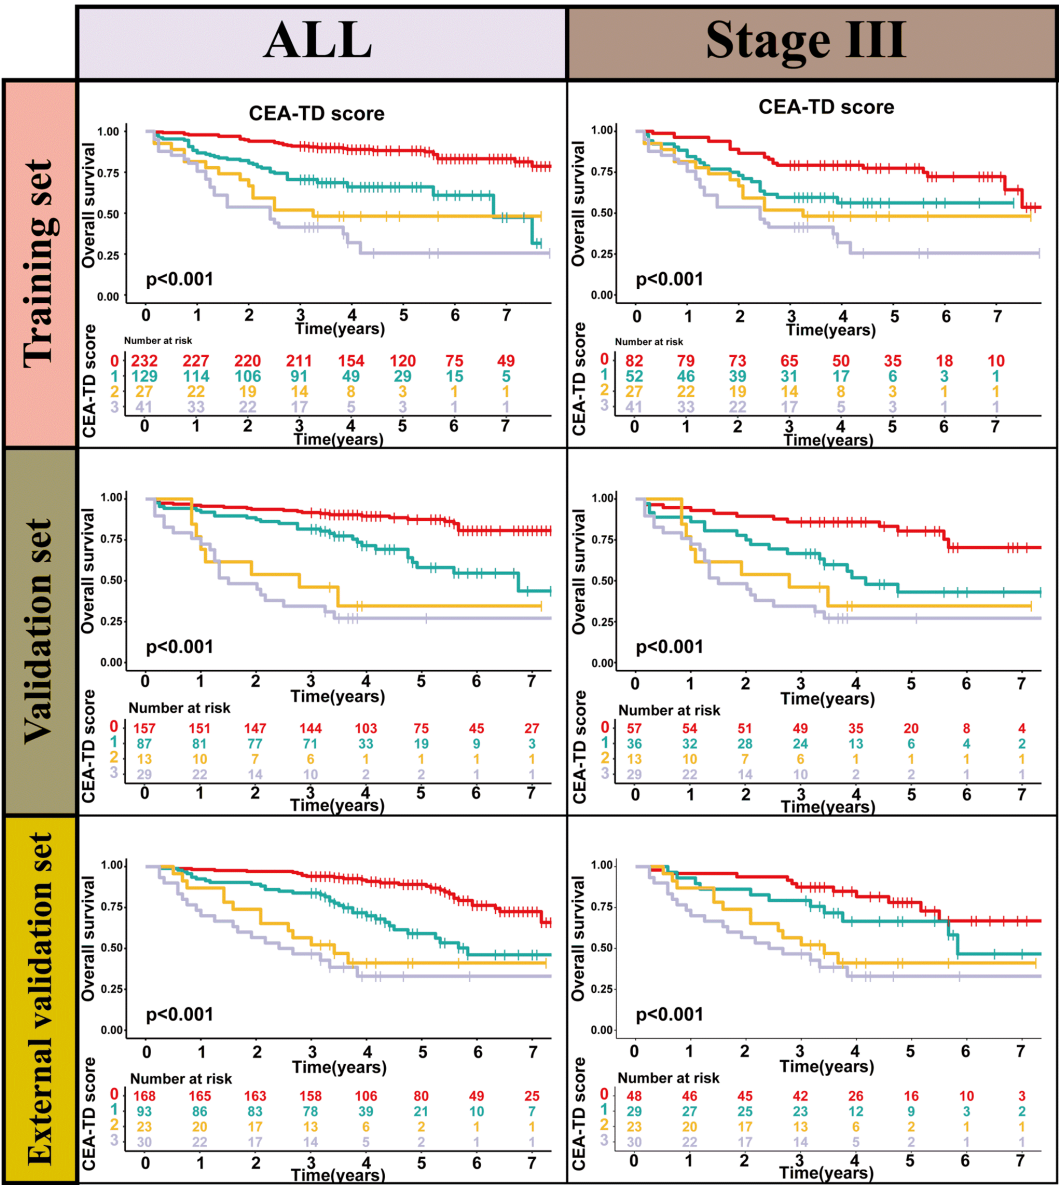 ALL
Stage III
Training set
CEA-TD score
Overall survival
1.00
0.75
0.50
0.25
0.00
p<0.001
0 1 2 3 4 5 6 7
Time(years)
Number at risk
CEA-TD score
0 232 227 220 211 154 120 75 49
1 129 114 106 91 49 29 15 5
2 27 22 19 14 8 3 1 1
3 41 33 22 17 5 3 1 1
0 1 2 3 4 5 6 7
Time(years)
CEA-TD score
Overall survival
1.00
0.75
0.50
0.25
0.00
p<0.001
0 1 2 3 4 5 6 7
Time(years)
Number at risk
CEA-TD score
0 82 79 73 65 50 35 18 10
1 52 46 39 31 17 6 3 1
2 27 22 19 14 8 3 1 1
3 41 33 22 17 5 3 1 1
0 1 2 3 4 5 6 7
Time(years)
Validation set
Overall survival
1.00
0.75
0.50
0.25
0.00
p<0.001
0 1 2 3 4 5 6 7
Time(years)
Number at risk
CEA-TD score
0 157 151 147 144 103 75 45 27
1 87 81 77 71 33 19 9 3
2 13 10 7 6 1 1 1 1
3 29 22 14 10 2 2 1 1
0 1 2 3 4 5 6 7
Time(years)
Overall survival
1.00
0.75
0.50
0.25
0.00
p<0.001
0 1 2 3 4 5 6 7
Time(years)
Number at risk
CEA-TD score
0 57 54 51 49 35 20 8 4
1 36 32 28 24 13 6 4 2
2 13 10 7 6 1 1 1 1
3 29 22 14 10 2 2 1 1
0 1 2 3 4 5 6 7
Time(years)
External validation set
Overall survival
1.00
0.75
0.50
0.25
0.00
p<0.001
0 1 2 3 4 5 6 7
Time(years)
Number at risk
CEA-TD score
0 168 165 163 158 106 80 49 25
1 93 86 83 78 39 21 10 7
2 23 20 17 13 6 2 1 1
3 30 22 17 14 5 2 1 1
0 1 2 3 4 5 6 7
Time(years)
Overall survival
1.00
0.75
0.50
0.25
0.00
p<0.001
0 1 2 3 4 5 6 7
Time(years)
Number at risk
CEA-TD score
0 48 46 45 42 26 16 10 3
1 29 27 25 23 12 9 3 2
2 23 20 17 13 6 2 1 1
3 30 22 17 14 5 2 1 1
0 1 2 3 4 5 6 7
Time(years)